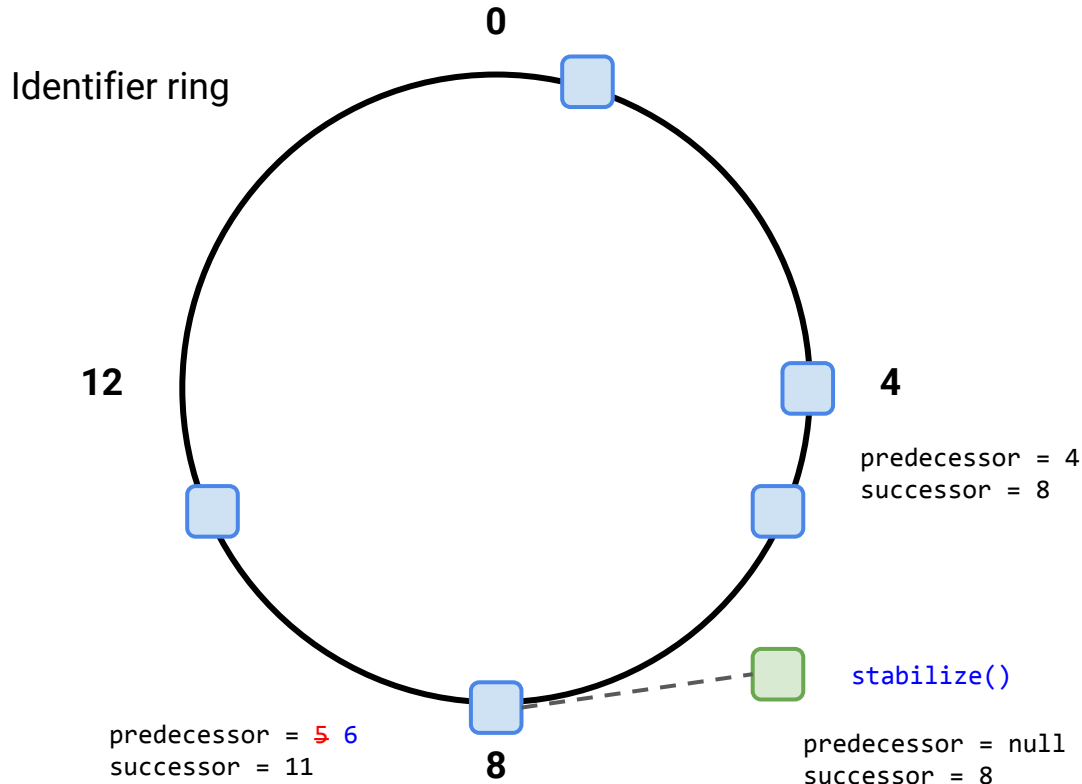 0
Identifier ring
12
4
predecessor = 4
successor = 8
stabilize()
predecessor = 5 6
successor = 11
8
predecessor = null
successor = 8